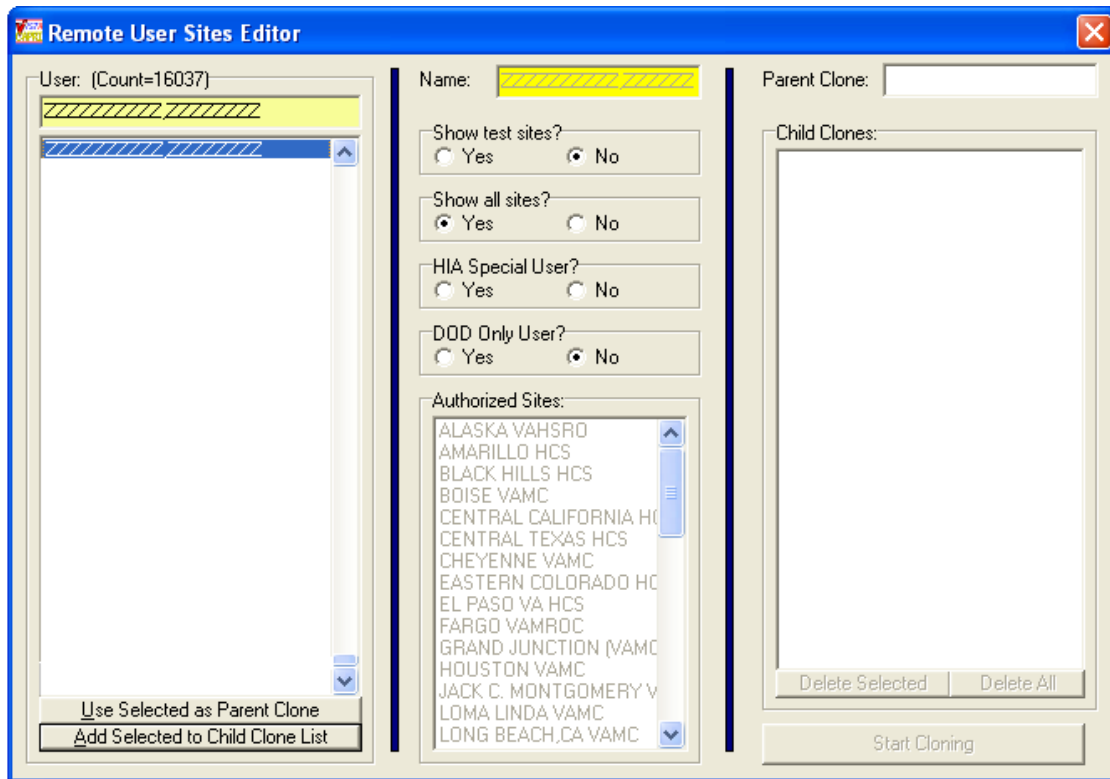 Remote User Sites Editor
User: (Count=16037)
ZZZZZZZZZZZ,ZZZZZZZZZ
ZZZZZZZZZZZ,ZZZZZZZZZ
Use Selected as Parent Clone
Add Selected to Child Clone List
Name:
Show test sites?
Yes No
Show all sites?
Yes No
HIA Special User?
Yes No
DOD Only User?
Yes No
Authorized Sites:
ALASKA VAHSRO
AMARILLO HCS
BLACK HILLS HCS
BOISE VAMC
CENTRAL CALIFORNIA
CENTRAL TEXAS HCS
CHEYENNE VAMC
EASTERN COLORADO
EL PASO VA HCS
FARGO VAMROC
GRAND JUNCTION (VAMC
HOUSTON VAMC
JACK C. MONTGOMERY
LOMA LINDA VAMC
LONG BEACH,CA VAMC
Parent Clone:
Child Clones:
Delete Selected Delete All
Start Cloning